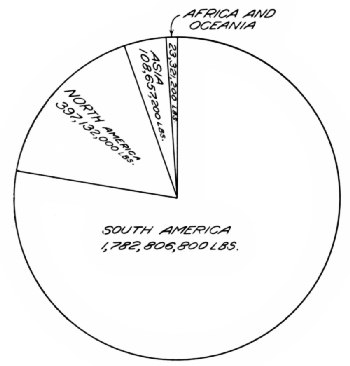 AFRICA AND
OCEANIA
23,321,200 LBS.
ASIA
108,657,200 LBS.
NORTH AMERICA
397,132,000 LBS.
SOUTH AMERICA
1,782,806,800 LBS.